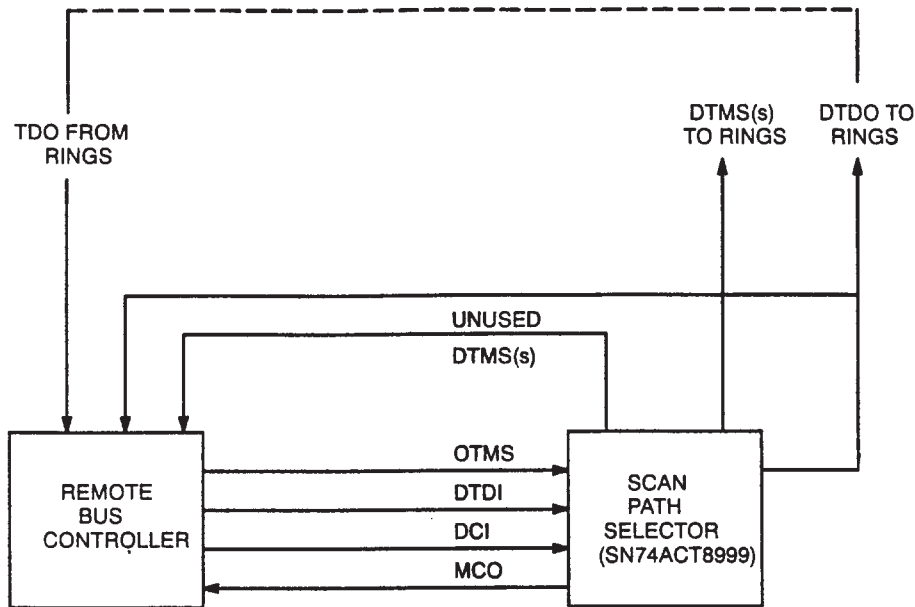 TDO FROM
RINGS
DTMS(s)
TO RINGS
DTDO TO
RINGS
UNUSED
DTMS(s)
REMOTE
BUS
CONTROLLER
OTMS
DTDI
DCI
MCO
SCAN
PATH
SELECTOR
(SN74ACT8999)